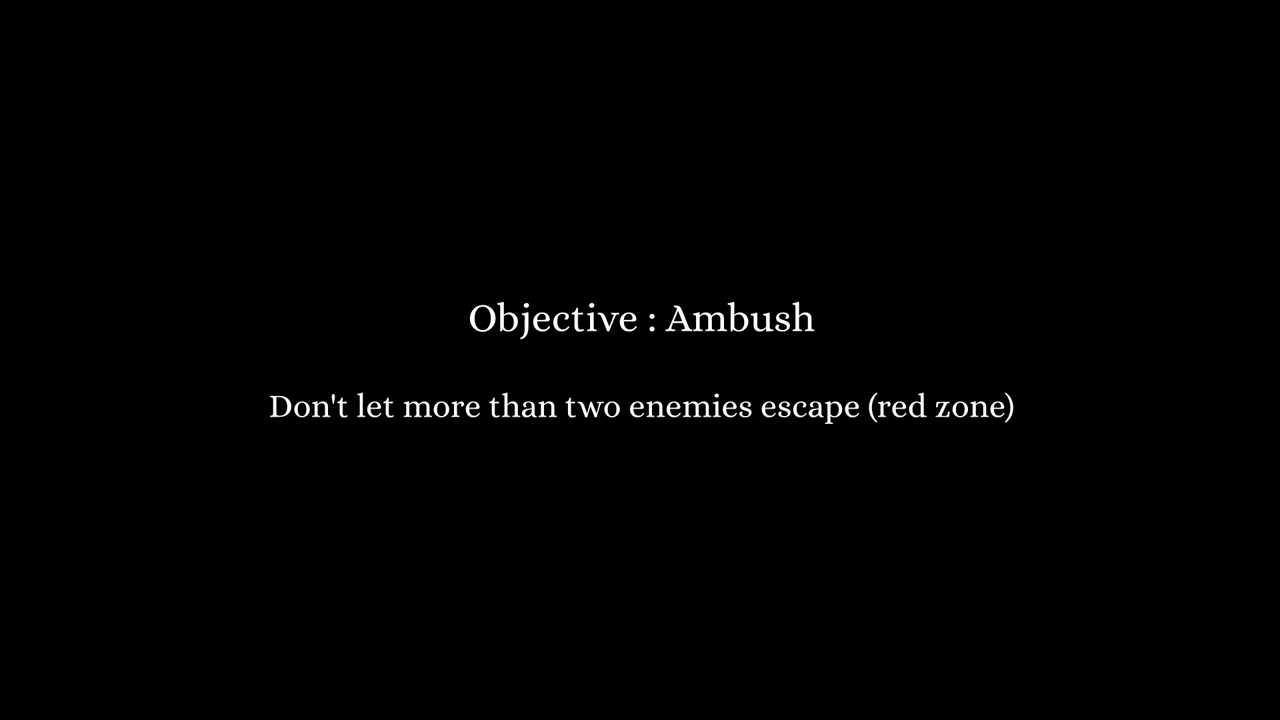 Objective : Ambush
Don't let more than two enemies escape (red zone)